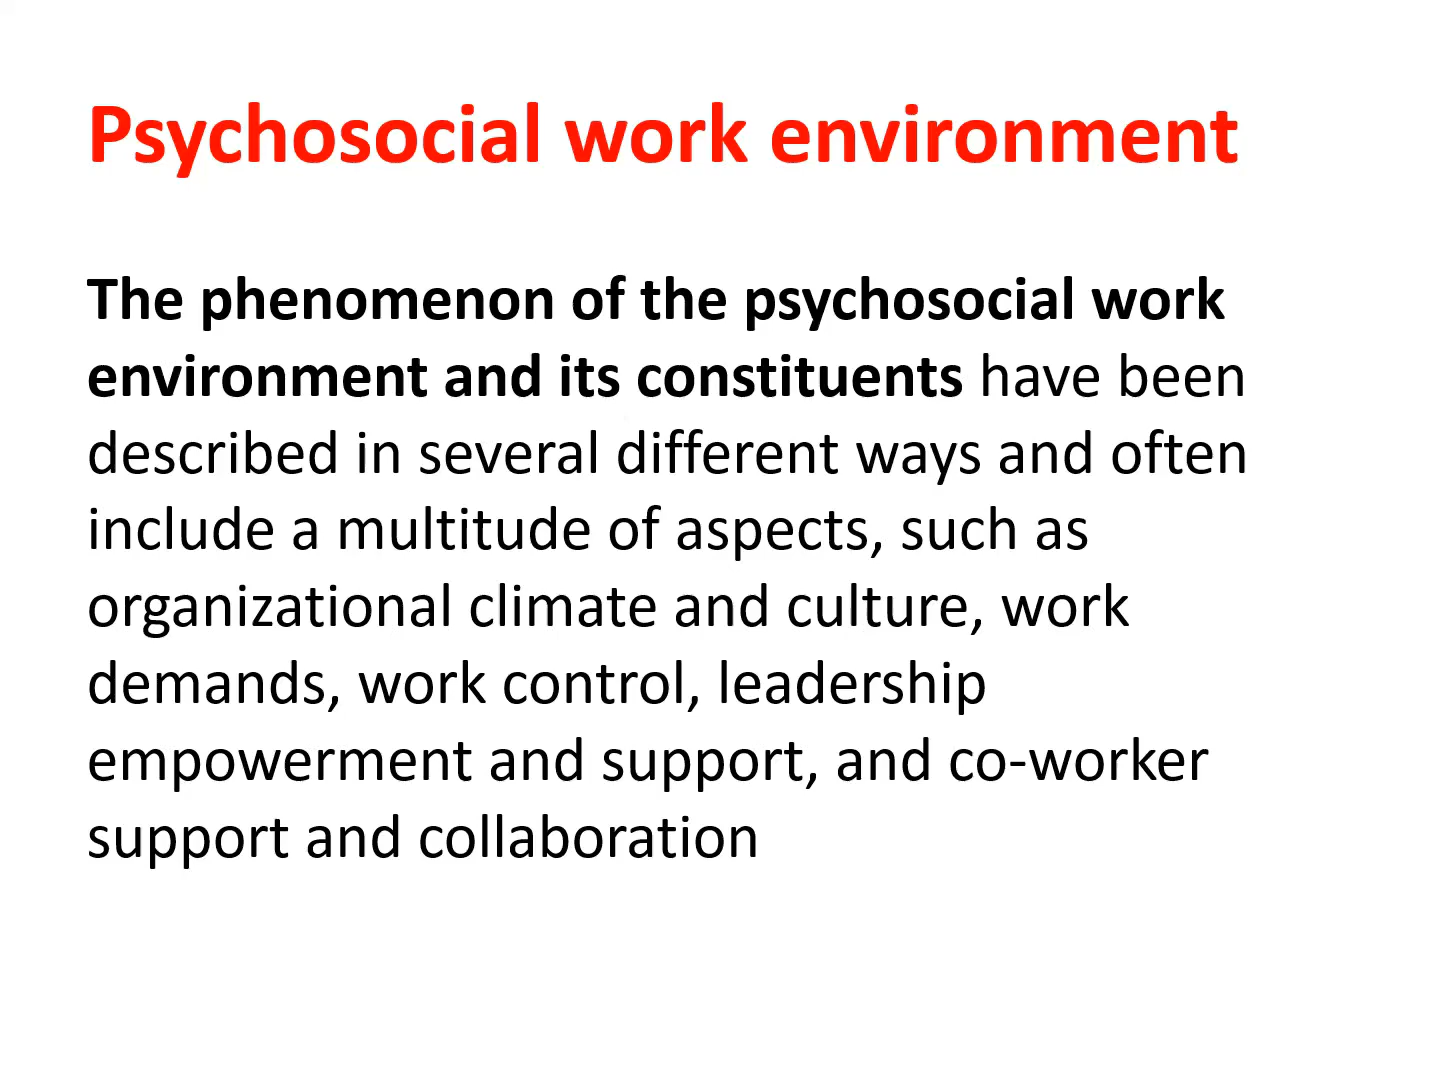 Psychosocial work environment
The phenomenon of the psychosocial work
environment and its constituents have been
described in several different ways and often
include a multitude of aspects, such as
organizational climate and culture, work
demands, work control, leadership
empowerment and support, and co-worker
support and collaboration